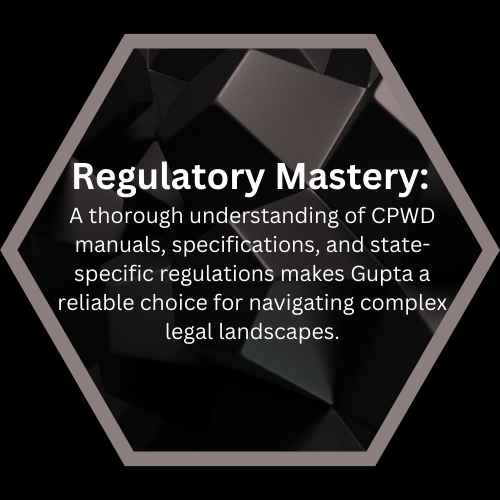 Regulatory Mastery:
A thorough understanding of CPWD
manuals, specifications, and state-
specific regulations makes Gupta a
reliable choice for navigating complex
legal landscapes.